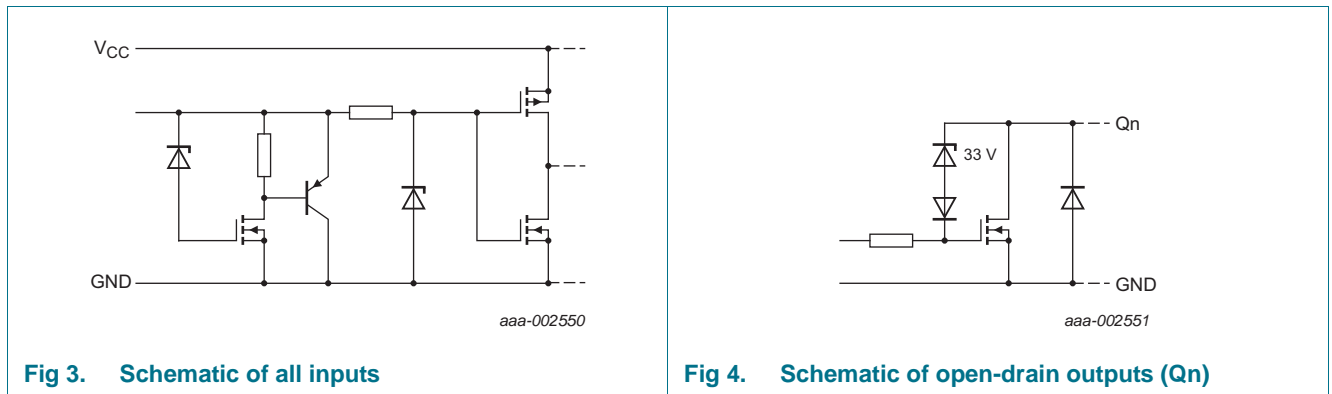 VCC
GND
aaa-002550
Fig 3. Schematic of all inputs
Qn
33 V
GND
aaa-002551
Fig 4. Schematic of open-drain outputs (Qn)